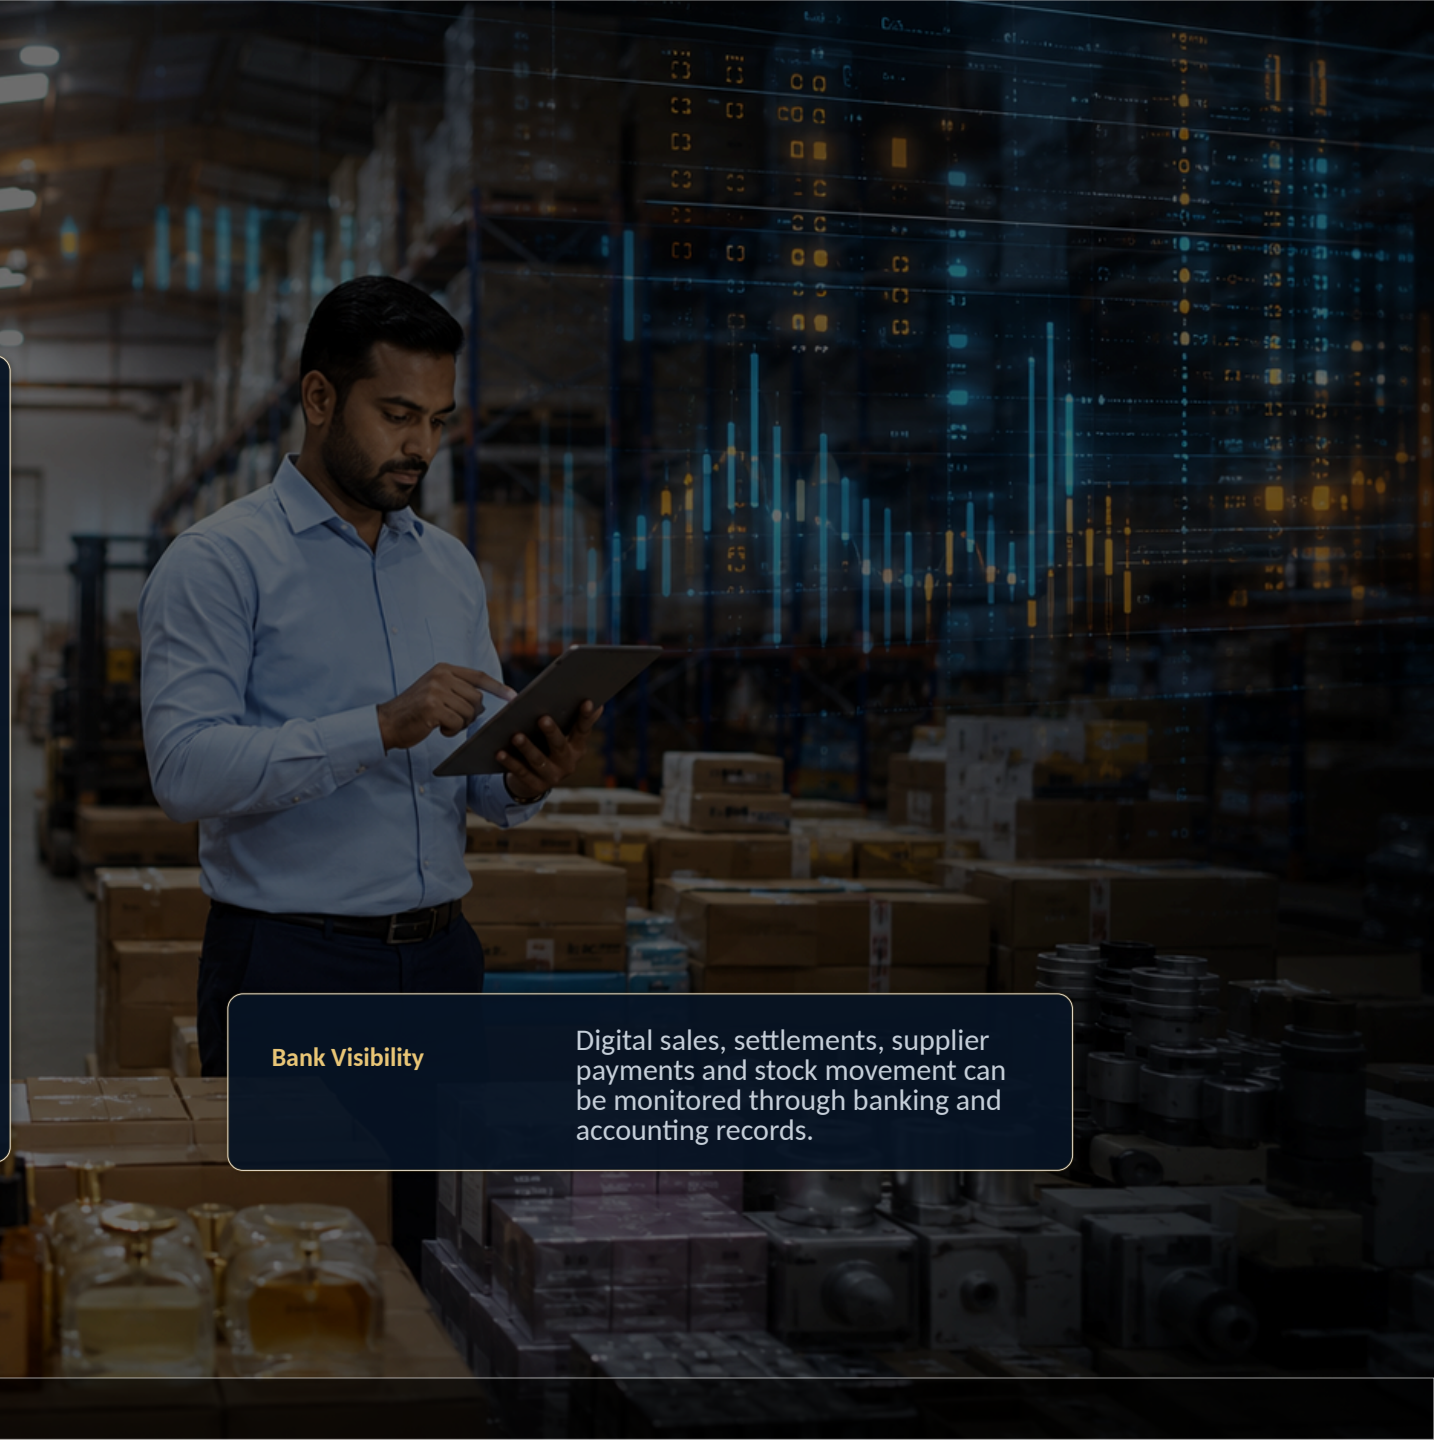 Bank Visibility
Digital sales, settlements, supplier
payments and stock movement can
be monitored through banking and
accounting records.